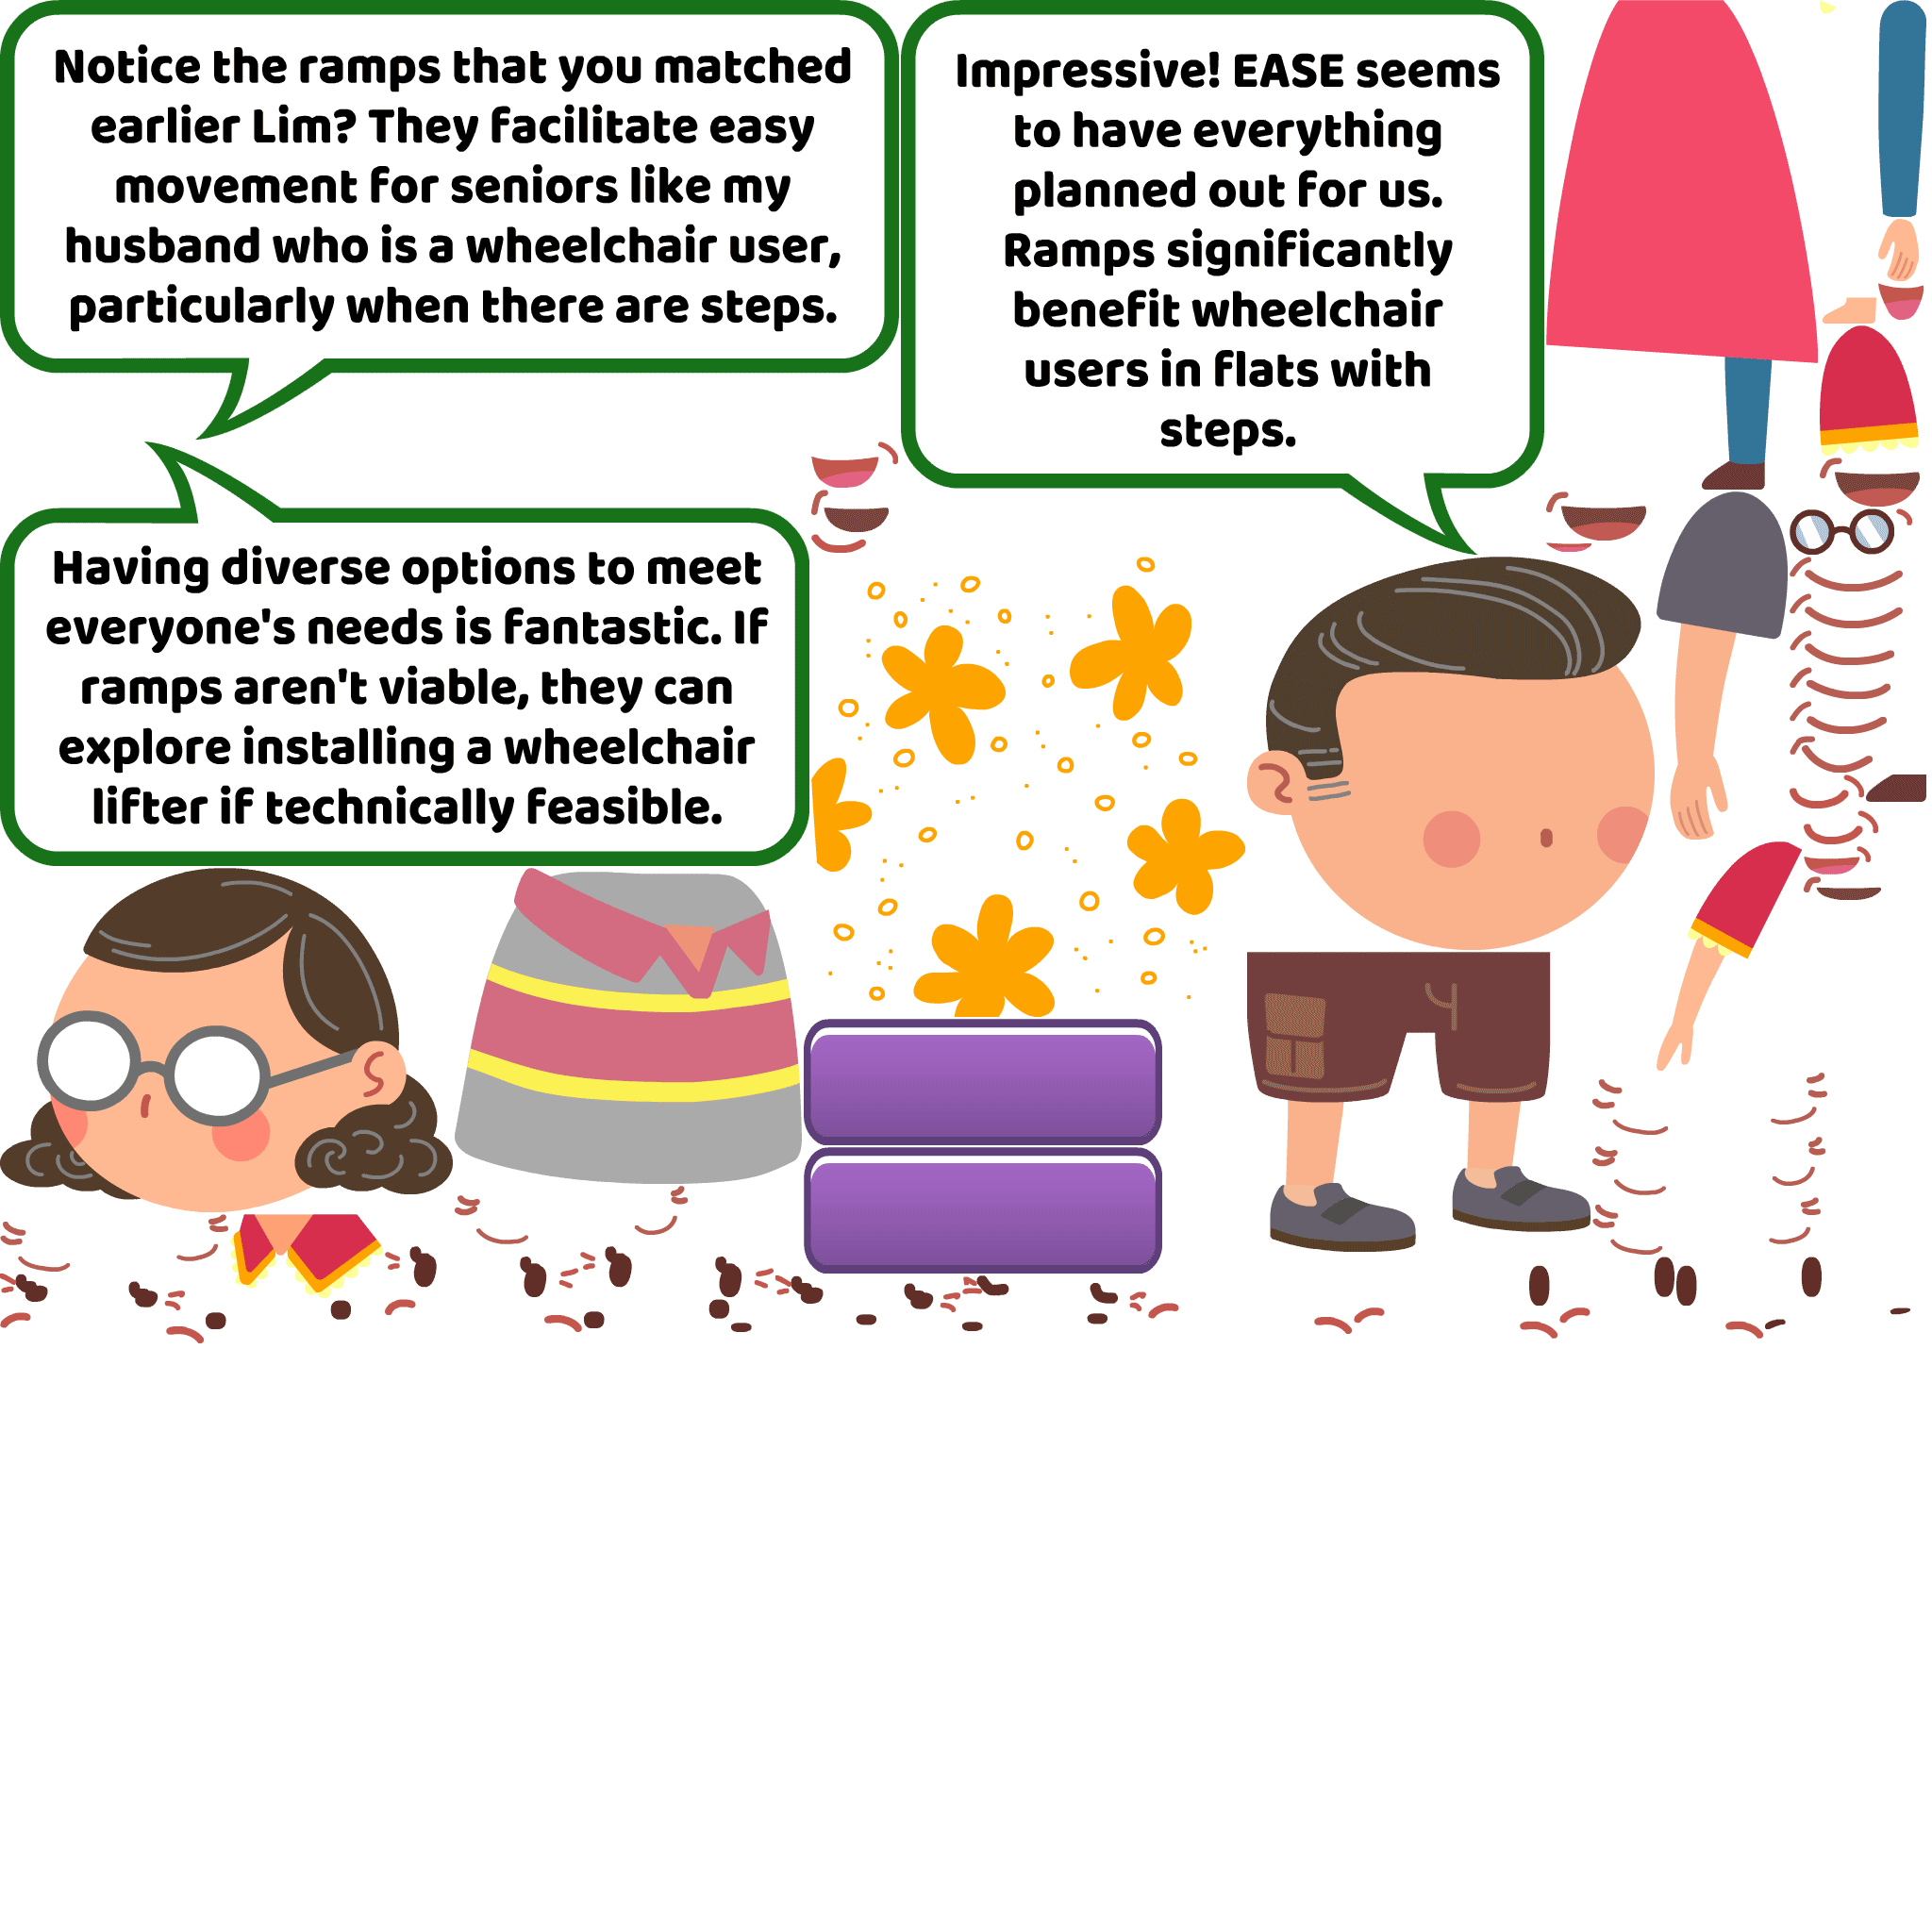 Notice the ramps that you matched
earlier Lim? They facilitate easy
movement for seniors like my
husband who is a wheelchair user,
particularly when there are steps.
Impressive! EASE seems
to have everything
planned out for us.
Ramps significantly
benefit wheelchair
users in flats with
steps.
Having diverse options to meet
everyone's needs is fantastic. If
ramps aren't viable, they can
explore installing a wheelchair
lifter if technically feasible.